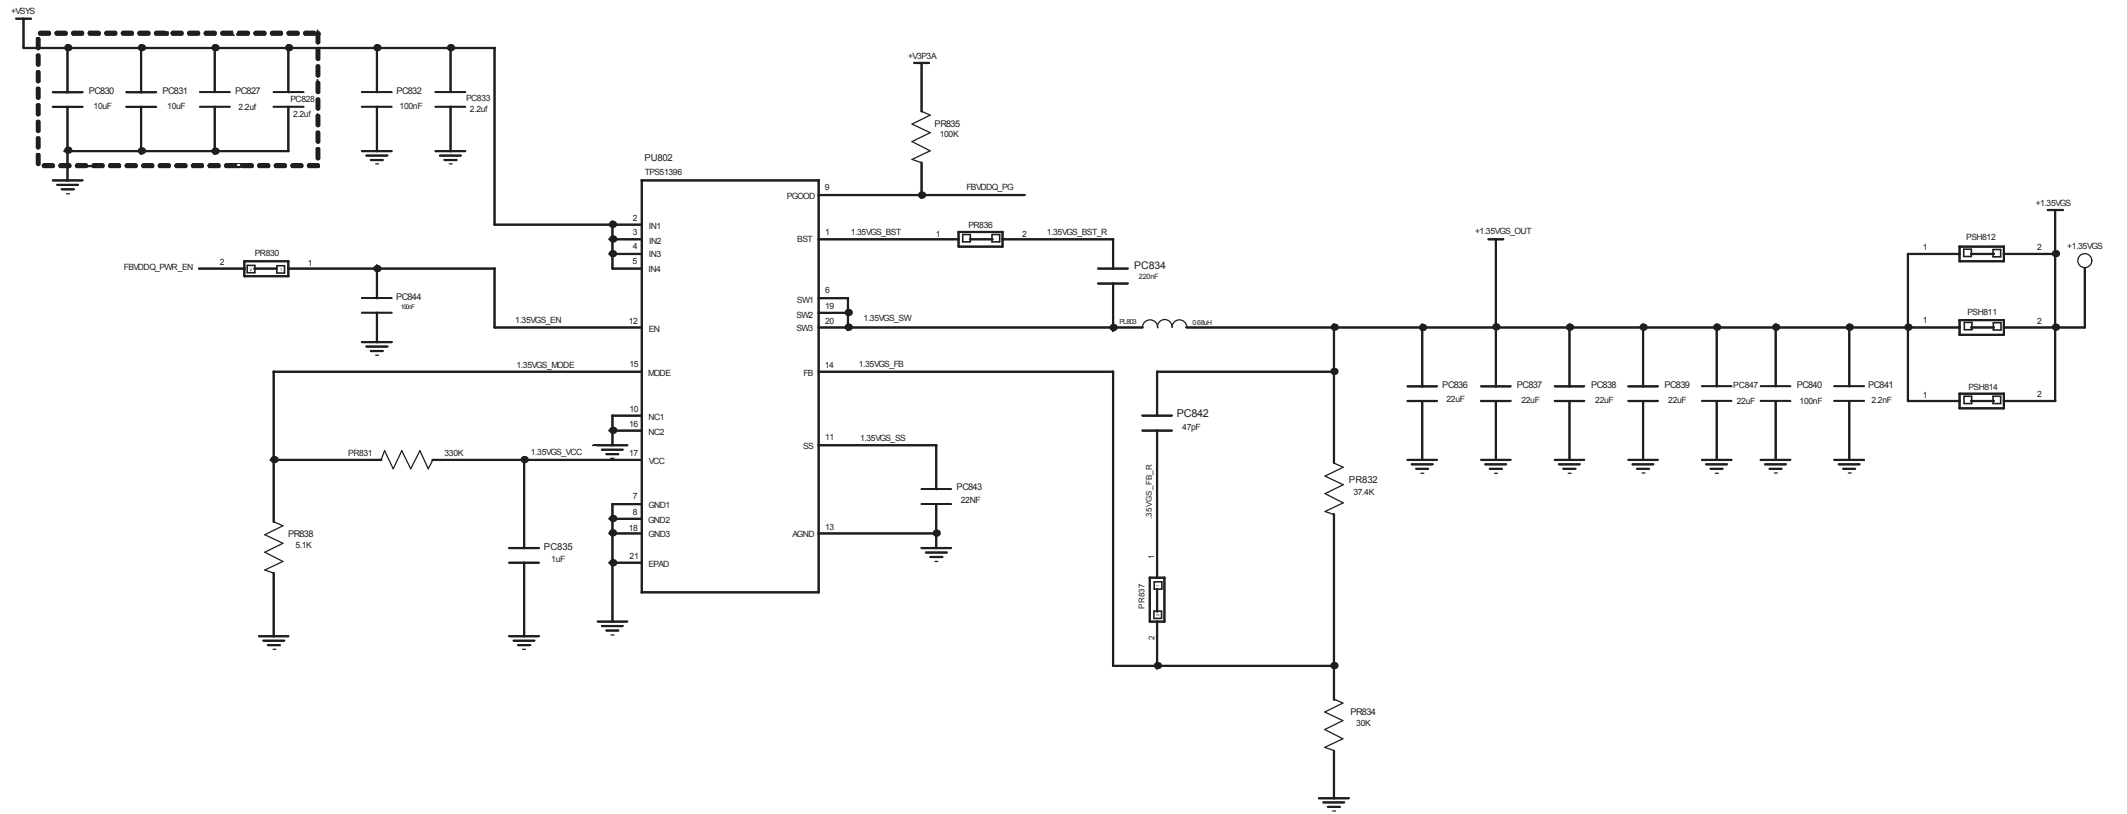 +VSYS
PC830
10uF
PC831
10uF
PC827
2.2uf
PC828
2.2uf
PC832
100nF
PC833
2.2uf
+V3P3A
PR835
100K
PU802
TPS51396
PGOOD
9
FBVDDQ_PG
2
IN1
3
IN2
4
IN3
5
IN4
BST
1
1.35VGS_BST
1
PR836
2
1.35VGS_BST_R
PC834
220nF
FBVDDQ_PWR_EN
2
PR830
1
PC844
1.35VGS_EN
12
EN
SW1
6
SW2
19
SW3
20
1.35VGS_SW
PL803
0.68uH
+1.35VGS_OUT
1.35VGS_MODE
15
MODE
FB
14
1.35VGS_FB
10
NC1
16
NC2
PR831
330K
1.35VGS_VCC
17
VCC
SS
11
1.35VGS_SS
PC843
22NF
7
GND1
8
GND2
18
GND3
21
EPAD
AGND
13
PR838
5.1K
PC835
1uF
PC842
47pF
.35VGS_FB_R
1
PR837
2
PR832
37.4K
PR834
30K
PC836
22uF
PC837
22uF
PC838
22uF
PC839
22uF
PC847
22uF
PC840
100nF
PC841
2.2nF
1
PSH812
2
1
PSH811
2
1
PSH814
2
+1.35VGS
+1.35VGS